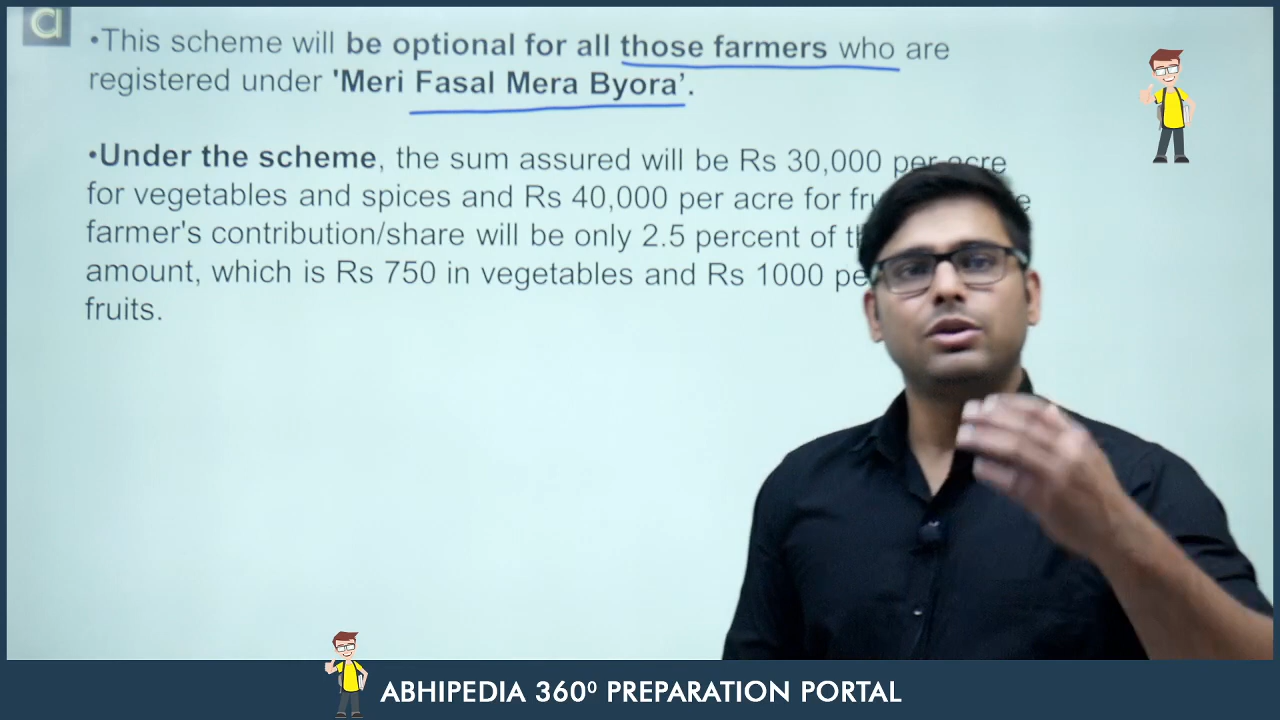 a
•This scheme will be optional for all those farmers who are
registered under 'Meri Fasal Mera Byora’.
•Under the scheme, the sum assured will be Rs 30,000 per acre
for vegetables and spices and Rs 40,000 per acre for
farmer's contribution/share will be only 2.5 percent of
amount, which is Rs 750 in vegetables and Rs 1000
fruits.
ABHIPEDIA 360⁰ PREPARATION PORTAL